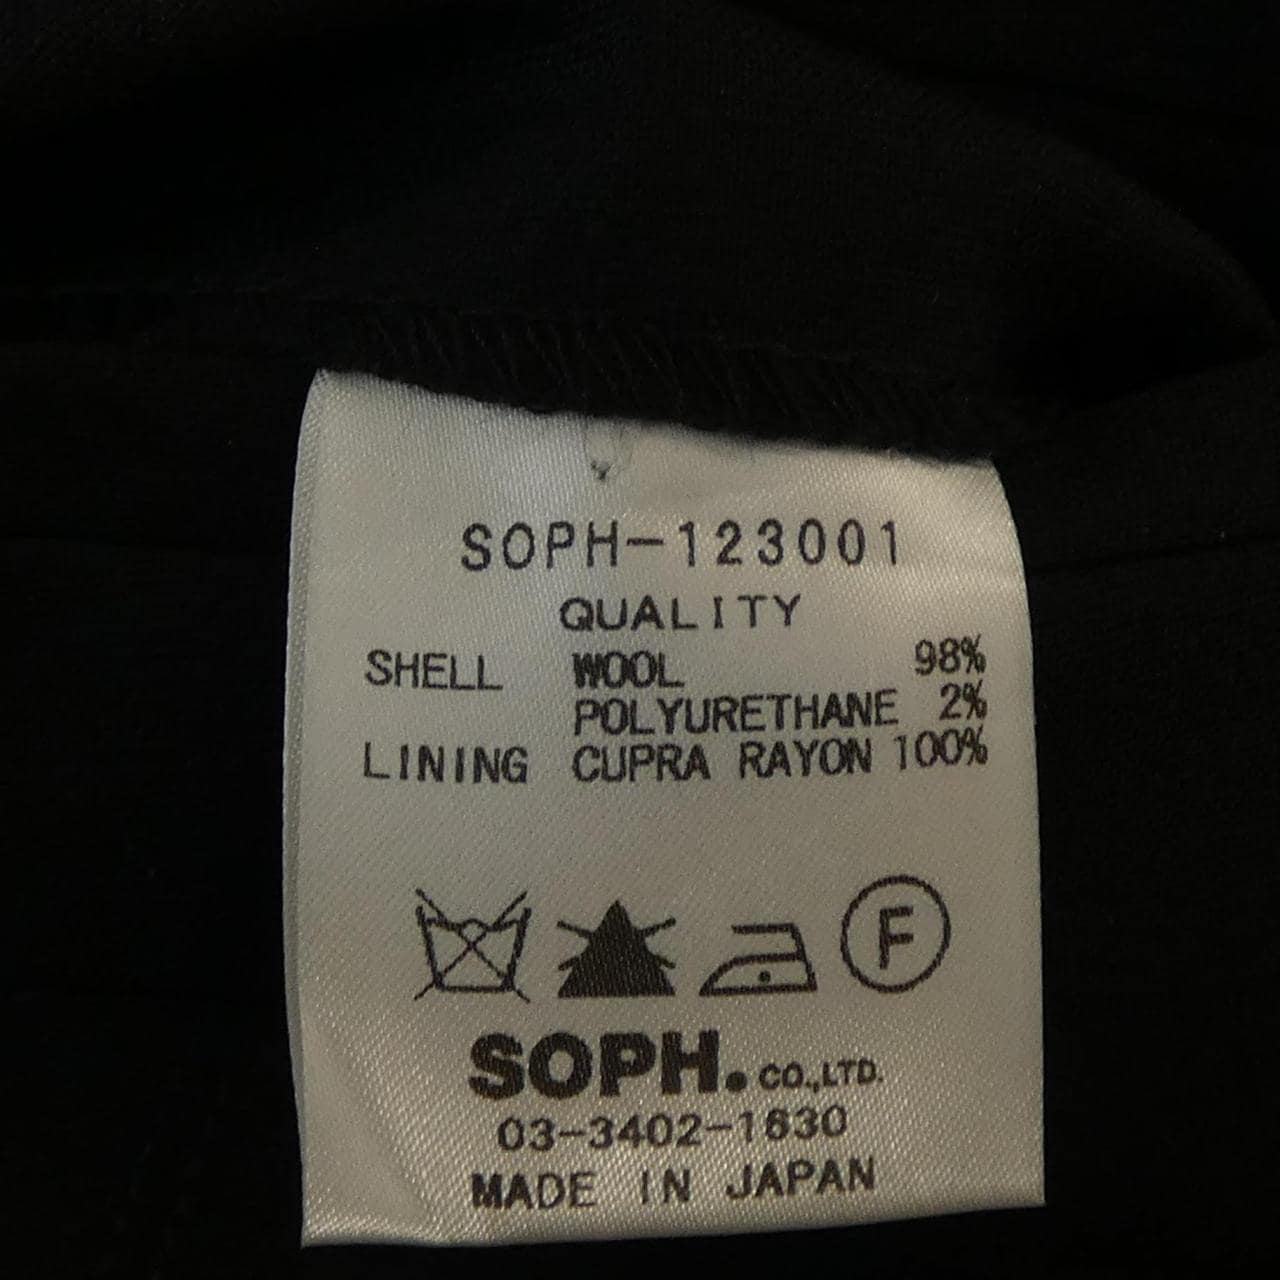 SOPH-123001
QUALITY
SHELL WOOL 98%
POLYURETHANE 2%
LINING CUPRA RAYON 100%
F
SOPH. CO.,LTD.
03-3402-1630
MADE IN JAPAN